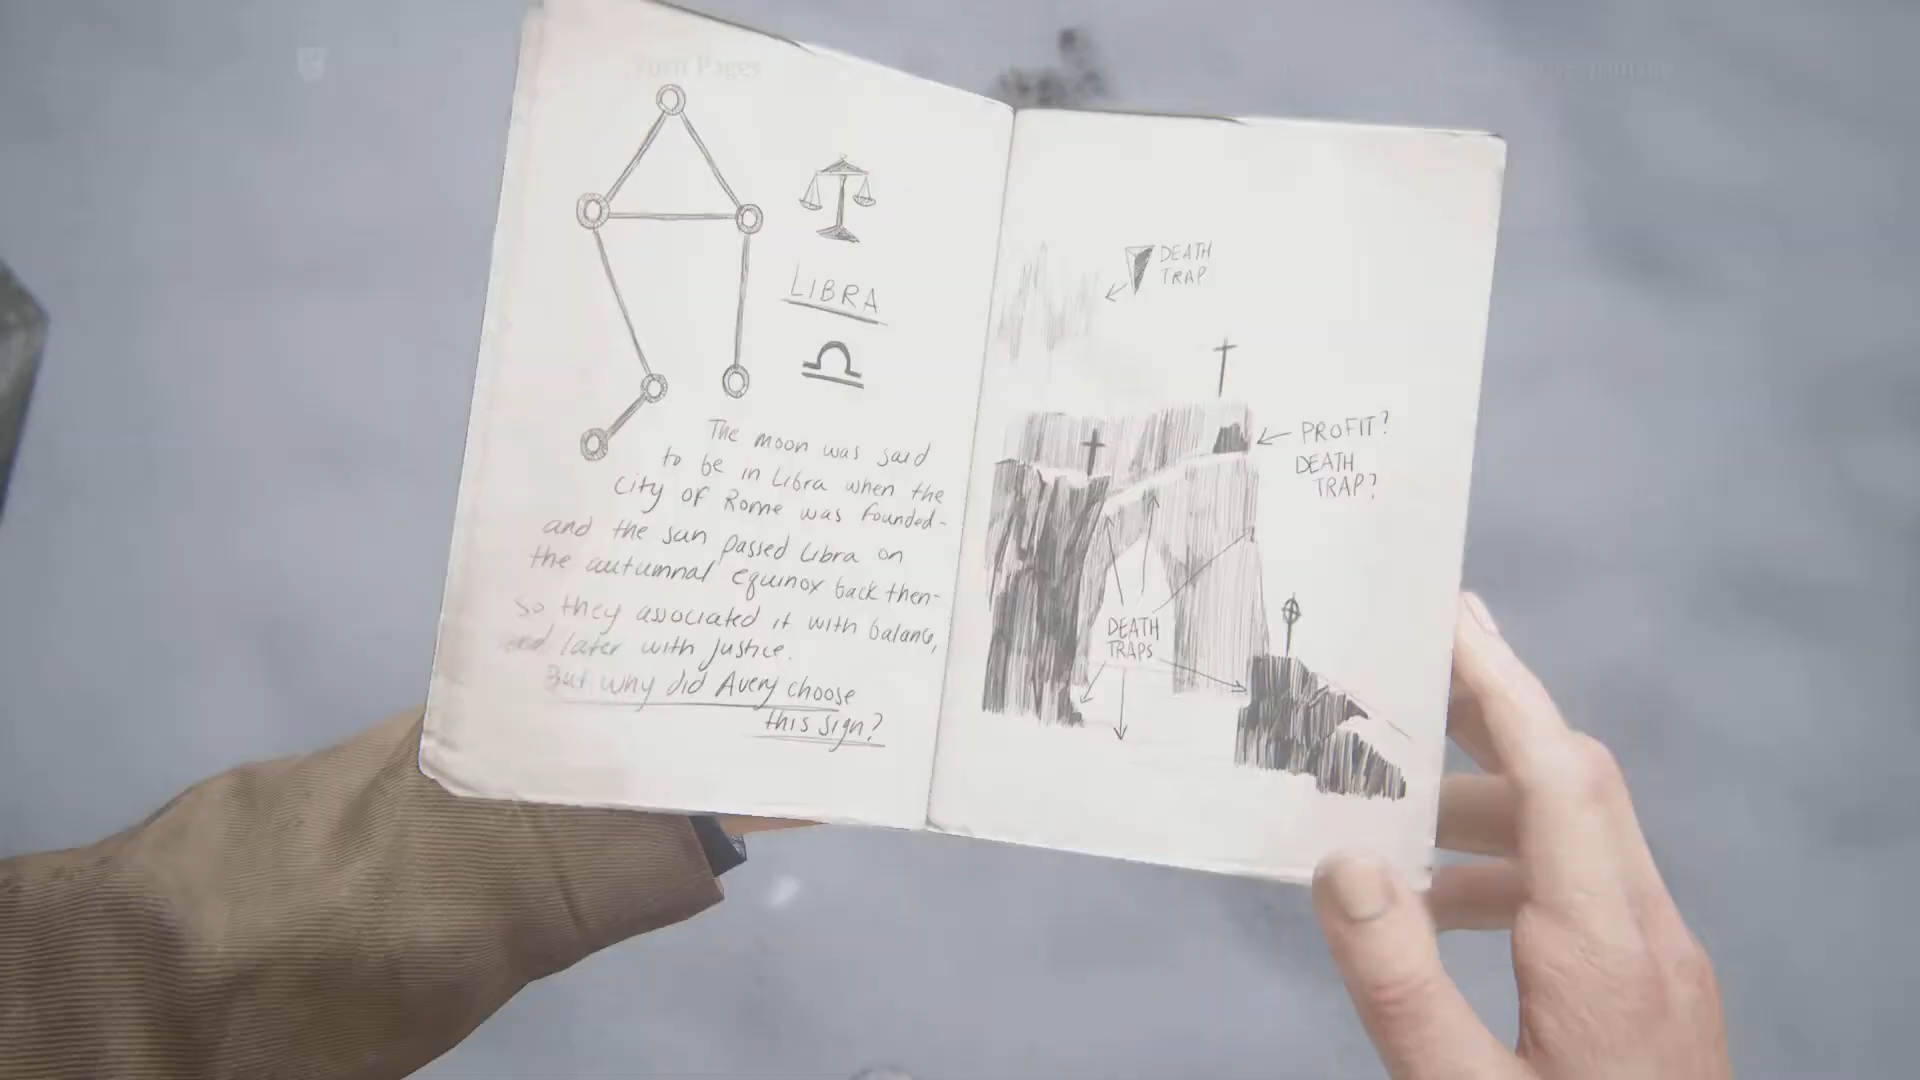 Turn Pages
LIBRA
The moon was said
to be in Libra when the
City of Rome was founded-
and the sun passed Libra on
the autumnal equinox back then-
so they associated it with balance,
and later with justice.
But why did Avery choose
this sign?
DEATH
TRAP
PROFIT?
DEATH
TRAP?
DEATH
TRAPS